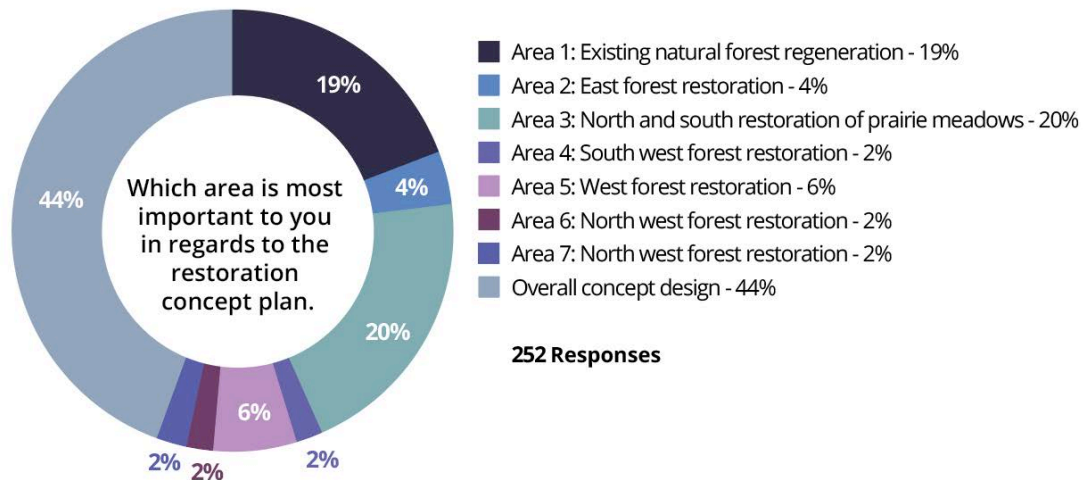 19%
4%
20%
2%
6%
2%
2%
44%
Which area is most
important to you
in regards to the
restoration
concept plan.
Area 1: Existing natural forest regeneration - 19%
Area 2: East forest restoration - 4%
Area 3: North and south restoration of prairie meadows - 20%
Area 4: South west forest restoration - 2%
Area 5: West forest restoration - 6%
Area 6: North west forest restoration - 2%
Area 7: North west forest restoration - 2%
Overall concept design - 44%
252 Responses